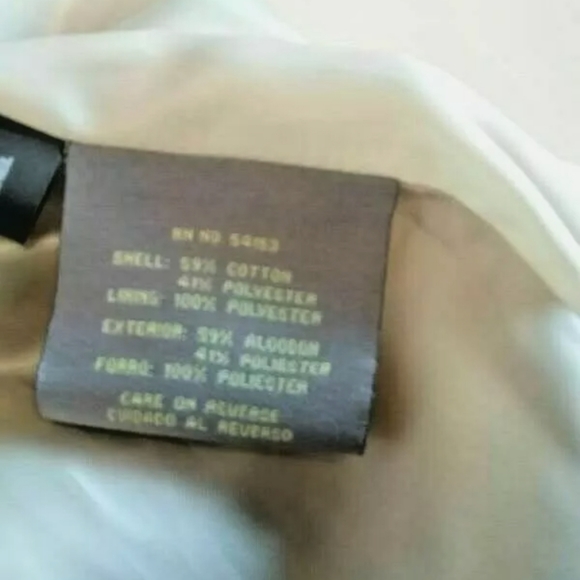 RN NO 54163
SHELL: 59% COTTON
41% POLYESTER
LINING: 100% POLYESTER
EXTERIOR: 59% ALGODON
41% POLIESTER
FORRO: 100% POLIESTER
CARE ON REVERSE
CUIDADO AL REVERSO